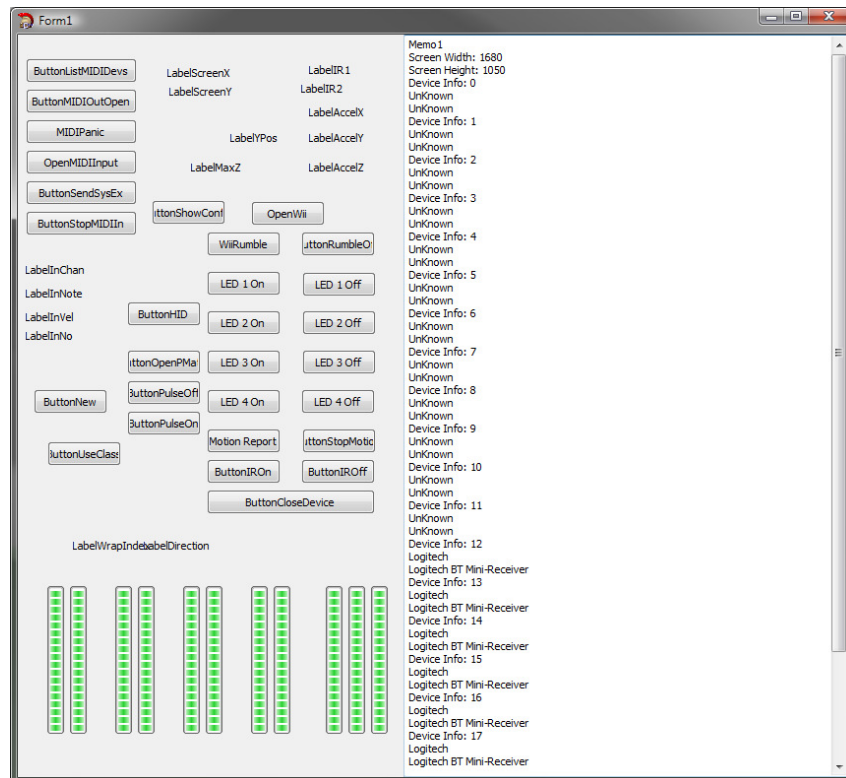 Form1
ButtonListMIDIDevs
ButtonMIDIOutOpen
MIDIPanic
OpenMIDIInput
ButtonSendSysEx
ButtonStopMIDIIn
LabelScreenX
LabelScreenY
LabelIR1
LabelIR2
LabelAccelX
LabelYPos
LabelAccelY
LabelMaxZ
LabelAccelZ
ttonShowConf
OpenWii
WiiRumble
uttonRumbleO
LabelInChan
LabelInNote
LabelInVel
LabelInNo
ButtonHID
LED 1 On
LED 1 Off
LED 2 On
LED 2 Off
ttonOpenPMa
LED 3 On
LED 3 Off
ButtonNew
ButtonPulseOff
LED 4 On
LED 4 Off
ButtonPulseOn
ButtonUseClass
Motion Report
ttonStopMotio
ButtonIROn
ButtonIROff
ButtonCloseDevice
LabelWrapIndex
LabelDirection
Memo1
Screen Width: 1680
Screen Height: 1050
Device Info: 0
UnKnown
UnKnown
Device Info: 1
UnKnown
UnKnown
Device Info: 2
UnKnown
UnKnown
Device Info: 3
UnKnown
UnKnown
Device Info: 4
UnKnown
UnKnown
Device Info: 5
UnKnown
UnKnown
Device Info: 6
UnKnown
UnKnown
Device Info: 7
UnKnown
UnKnown
Device Info: 8
UnKnown
UnKnown
Device Info: 9
UnKnown
UnKnown
Device Info: 10
UnKnown
UnKnown
Device Info: 11
UnKnown
UnKnown
Device Info: 12
Logitech
Logitech BT Mini-Receiver
Device Info: 13
Logitech
Logitech BT Mini-Receiver
Device Info: 14
Logitech
Logitech BT Mini-Receiver
Device Info: 15
Logitech
Logitech BT Mini-Receiver
Device Info: 16
Logitech
Logitech BT Mini-Receiver
Device Info: 17
Logitech
Logitech BT Mini-Receiver